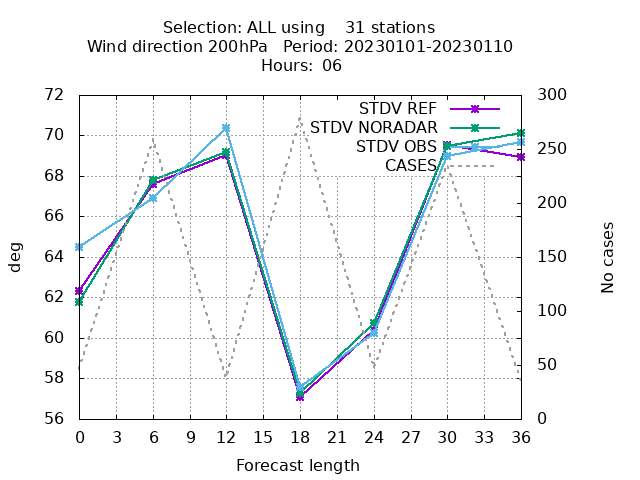 Selection: ALL using    31 stations
Wind direction 200hPa   Period: 20230101-20230110
Hours:  06
STDV REF
STDV NORADAR
STDV OBS
CASES
deg
72
70
68
66
64
62
60
58
56
300
250
200
150
100
50
0
No cases
0 3 6 9 12 15 18 21 24 27 30 33 36
Forecast length